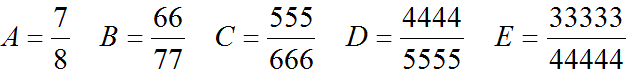 A = 7/8   B = 66/77   C = 555/666   D = 4444/5555   E = 33333/44444